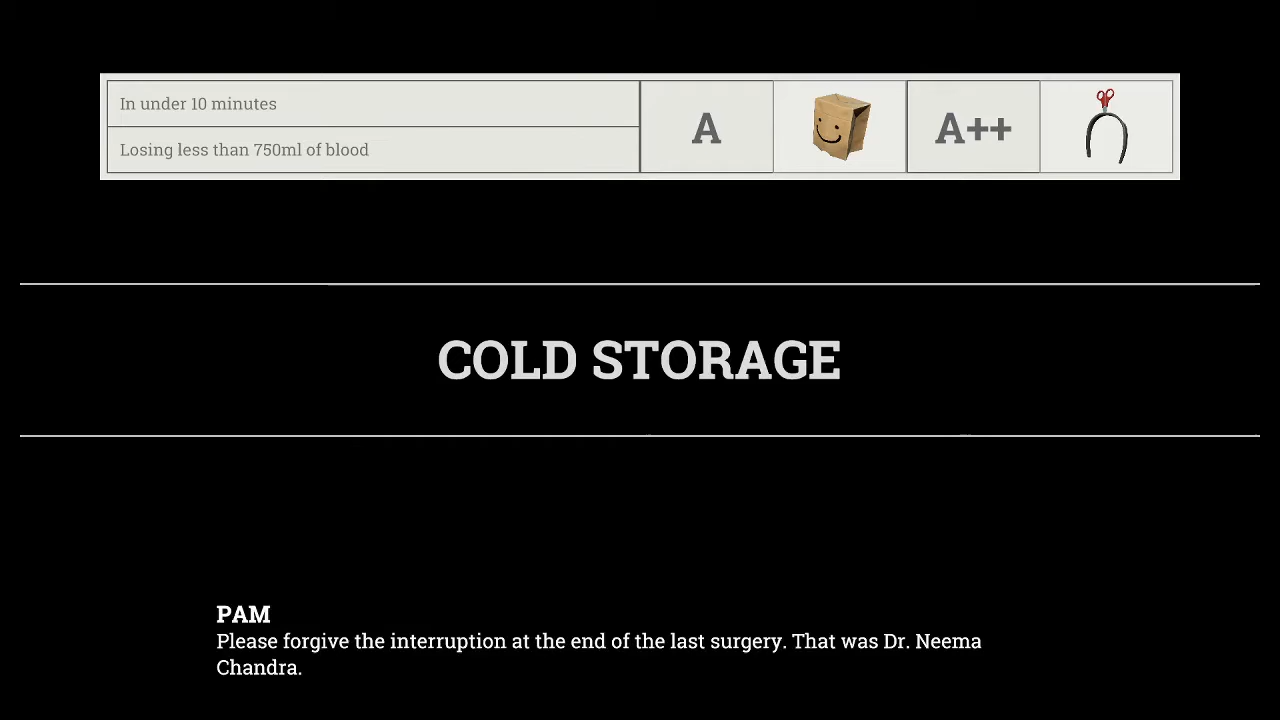 In under 10 minutes
Losing less than 750ml of blood
A
A++
COLD STORAGE
PAM
Please forgive the interruption at the end of the last surgery. That was Dr. Neema
Chandra.